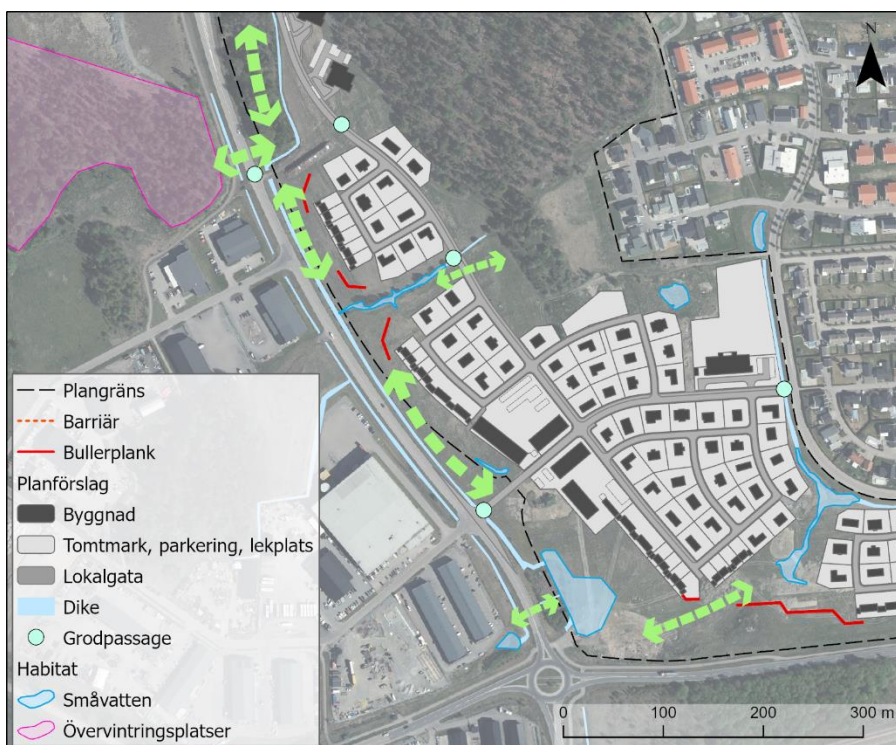 N
Plangräns
Barriär
Bullerplank
Planförslag
Byggnad
Tomtmark, parkering, lekplats
Lokalgata
Dike
Grodpassage
Habitat
Småvatten
Övervintringsplatser
0 100 200 300 m